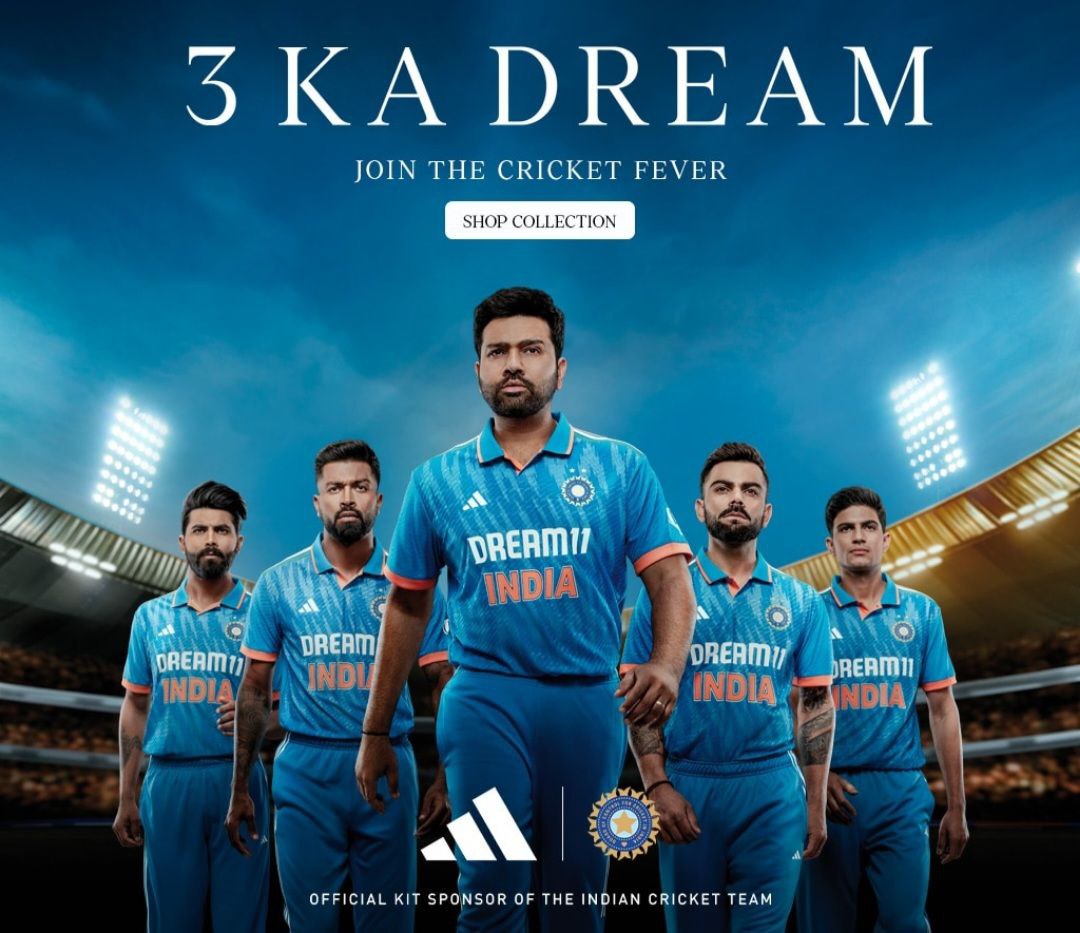 3 KA DREAM
JOIN THE CRICKET FEVER
SHOP COLLECTION
DREAM11
INDIA
DREAM
INDIA
DREAM11
INDIA
DREAM11
INDIA
DREAM11
INDIA
OFFICIAL KIT SPONSOR OF THE INDIAN CRICKET TEAM